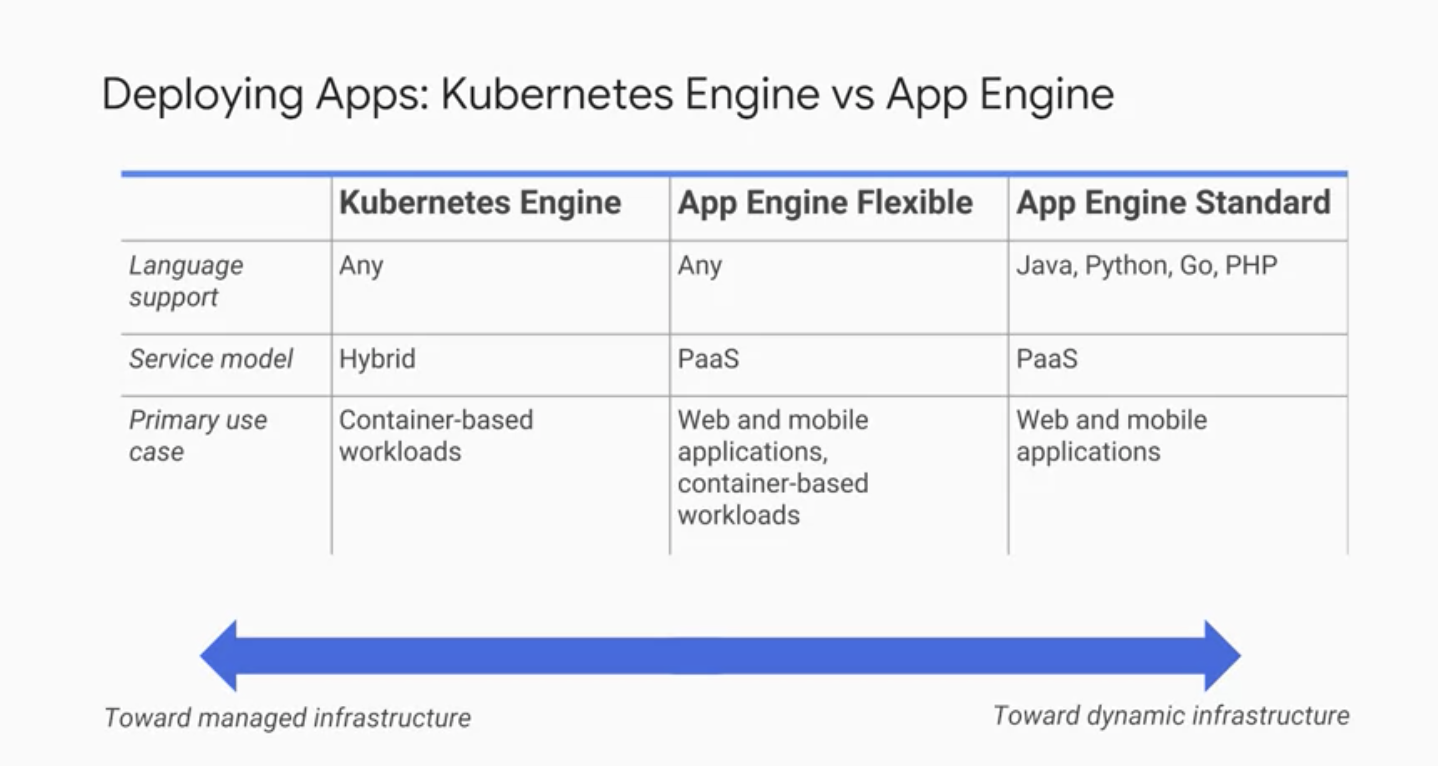 Deploying Apps: Kubernetes Engine vs App Engine
Kubernetes Engine
App Engine Flexible
App Engine Standard
Language
support
Any
Any
Java, Python, Go, PHP
Service model
Hybrid
PaaS
PaaS
Primary use
case
Container-based
workloads
Web and mobile
applications,
container-based
workloads
Web and mobile
applications
Toward managed infrastructure
Toward dynamic infrastructure